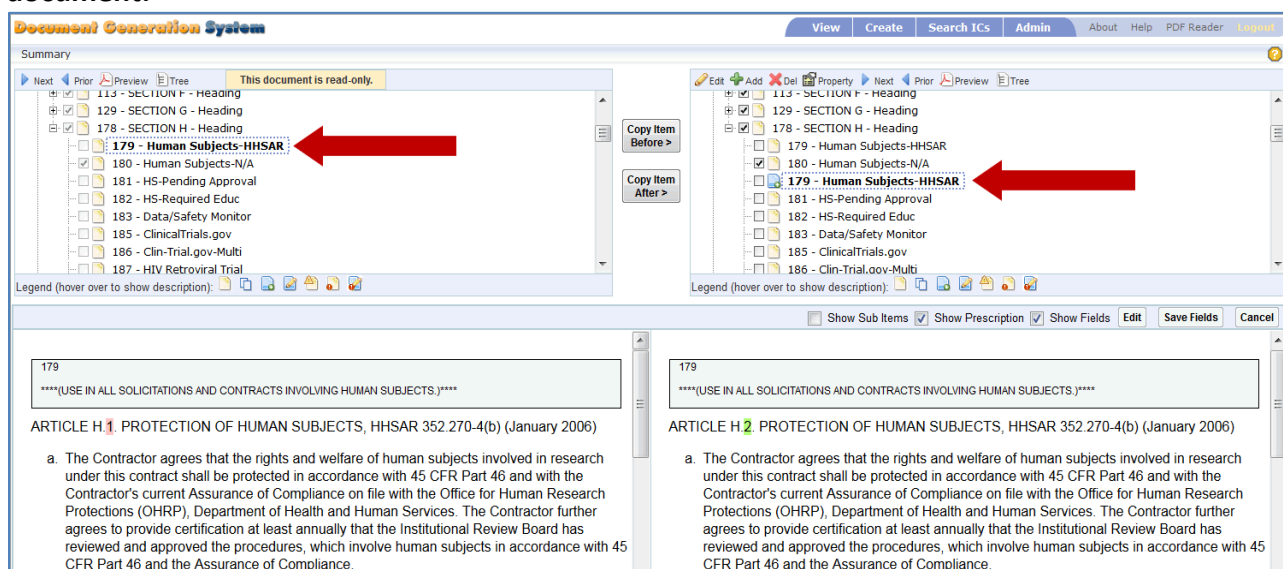 document.
Document Generation System
View Create Search ICs Admin About Help PDF Reader Logout
Summary
Next Prior Preview Tree This document is read-only.
113 - SECTION F - Heading
129 - SECTION G - Heading
178 - SECTION H - Heading
179 - Human Subjects-HHSAR
180 - Human Subjects-N/A
181 - HS-Pending Approval
182 - HS-Required Educ
183 - Data/Safety Monitor
185 - ClinicalTrials.gov
186 - Clin-Trial.gov-Multi
187 - HIV Retroviral Trial
Legend (hover over to show description):
Copy Item
Before >
Copy Item
After >
Edit Add Del Property Next Prior Preview Tree
113 - SECTION F - Heading
129 - SECTION G - Heading
178 - SECTION H - Heading
179 - Human Subjects-HHSAR
180 - Human Subjects-N/A
179 - Human Subjects-HHSAR
181 - HS-Pending Approval
182 - HS-Required Educ
183 - Data/Safety Monitor
185 - ClinicalTrials.gov
186 - Clin-Trial.gov-Multi
Legend (hover over to show description):
Show Sub Items Show Prescription Show Fields Edit Save Fields Cancel
179
****(USE IN ALL SOLICITATIONS AND CONTRACTS INVOLVING HUMAN SUBJECTS.)****
ARTICLE H.1. PROTECTION OF HUMAN SUBJECTS, HHSAR 352.270-4(b) (January 2006)
a. The Contractor agrees that the rights and welfare of human subjects involved in research
under this contract shall be protected in accordance with 45 CFR Part 46 and with the
Contractor's current Assurance of Compliance on file with the Office for Human Research
Protections (OHRP), Department of Health and Human Services. The Contractor further
agrees to provide certification at least annually that the Institutional Review Board has
reviewed and approved the procedures, which involve human subjects in accordance with 45
CFR Part 46 and the Assurance of Compliance.
179
****(USE IN ALL SOLICITATIONS AND CONTRACTS INVOLVING HUMAN SUBJECTS.)****
ARTICLE H.2. PROTECTION OF HUMAN SUBJECTS, HHSAR 352.270-4(b) (January 2006)
a. The Contractor agrees that the rights and welfare of human subjects involved in research
under this contract shall be protected in accordance with 45 CFR Part 46 and with the
Contractor's current Assurance of Compliance on file with the Office for Human Research
Protections (OHRP), Department of Health and Human Services. The Contractor further
agrees to provide certification at least annually that the Institutional Review Board has
reviewed and approved the procedures, which involve human subjects in accordance with 45
CFR Part 46 and the Assurance of Compliance.